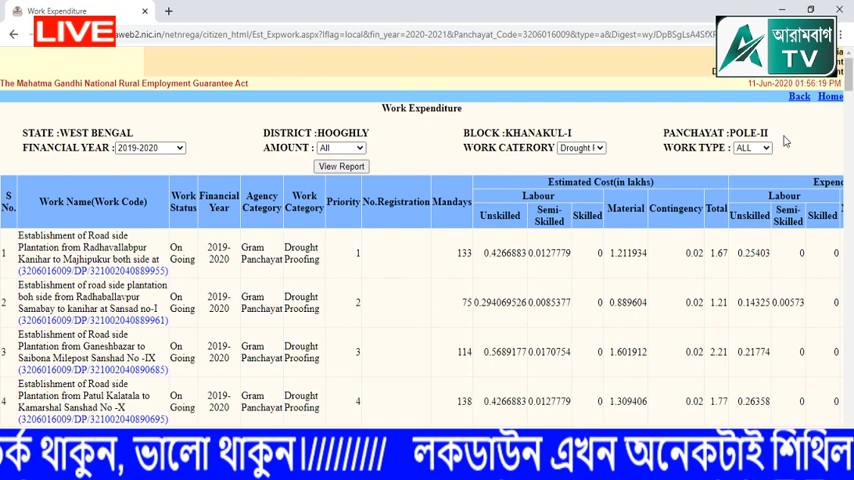 Work Expenditure
LIVE
aweb2.nic.in/netnrega/citizen_html/Est_Expwork.aspx?lflag=local&fin_year=2020-2021&Panchayat_Code=3206016009&type=a&Digest=
আরামবাগ
TV
The Mahatma Gandhi National Rural Employment Guarantee Act
11-Jun-2020 01:56:19 PM
Back Home
Work Expenditure
STATE :WEST BENGAL DISTRICT :HOOGHLY BLOCK :KHANAKUL-I PANCHAYAT :POLE-II
FINANCIAL YEAR : 2019-2020 AMOUNT : All WORK CATERORY : Drought WORK TYPE : ALL
View Report
S No. Work Name(Work Code) Work Status Financial Year Agency Category Work Category Priority No.Registration Mandays Estimated Cost(in lakhs) Expend
Labour Material Contingency Total Labour
Unskilled Semi-Skilled Skilled Unskilled Semi-Skilled Skilled
1 Establishment of Road side Plantation from Radhavallabpur Kanihar to Majhipukur both side at (3206016009/DP/321002040889955) On Going 2019-2020 Gram Panchayat Drought Proofing 1 133 0.4266883 0.0127779 0 1.211934 0.02 1.67 0.25403 0 0
2 Establishment of road side plantation boh side from Radhaballavpur Samabay to kanihar at Sansad no-I (3206016009/DP/321002040889961) On Going 2019-2020 Gram Panchayat Drought Proofing 2 75 0.294069526 0.0085377 0 0.889604 0.02 1.21 0.14325 0.00573 0
3 Establishment of Road side Plantation from Ganeshbazar to Saibona Milepost Sanshad No -IX (3206016009/DP/321002040890685) On Going 2019-2020 Gram Panchayat Drought Proofing 3 114 0.5689177 0.0170754 0 1.601912 0.02 2.21 0.21774 0 0
4 Establishment of Road side Plantation from Patul Kalatala to Kamarshal Sanshad No -X (3206016009/DP/321002040890695) On Going 2019-2020 Gram Panchayat Drought Proofing 4 138 0.4266883 0.0127779 0 1.309406 0.02 1.77 0.26358 0 0
র্ক থাকুন, ভালো থাকুন।////////// লকডাউন এখন অনেকটাই শিথিল